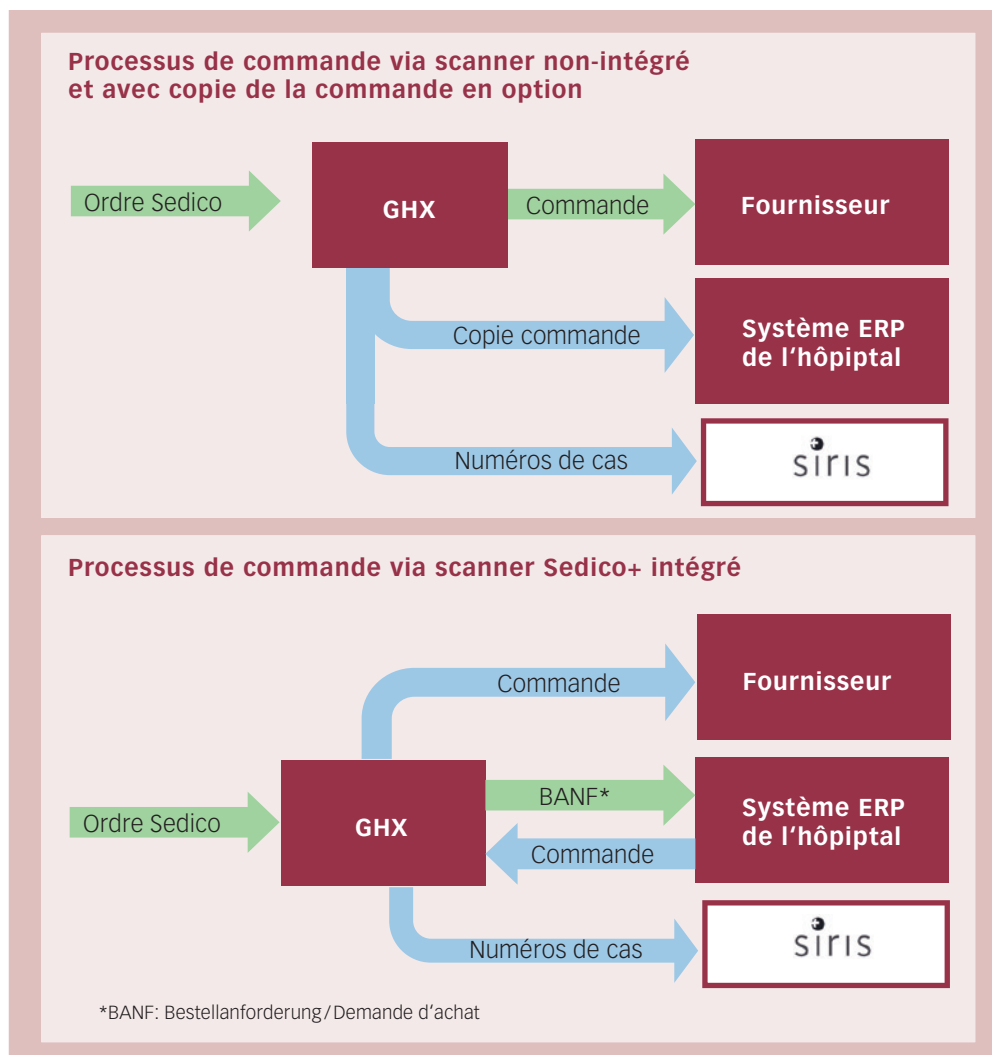 Processus de commande via scanner non-intégré
et avec copie de la commande en option
Ordre Sedico
GHX
Commande
Fournisseur
Copie commande
Système ERP
de l‘hôpiptal
Numéros de cas
siris
Processus de commande via scanner Sedico+ intégré
Commande
Fournisseur
Ordre Sedico
GHX
BANF*
Commande
Système ERP
de l‘hôpiptal
Numéros de cas
siris
*BANF: Bestellanforderung/Demande d‘achat